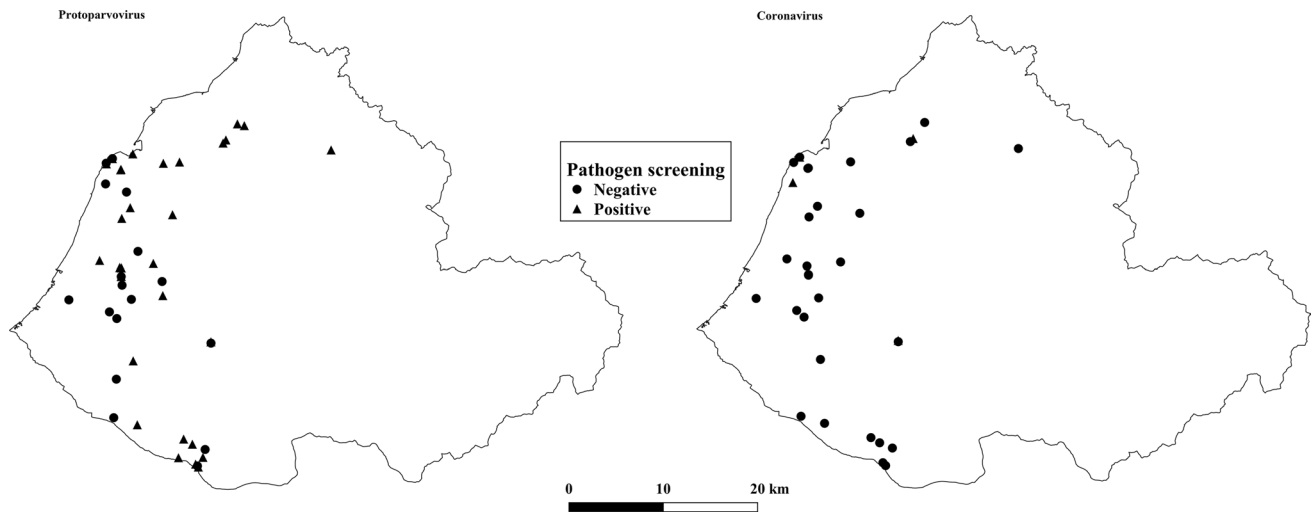 Protoparvovirus
Coronavirus
Pathogen screening
Negative
Positive
0 10 20 km